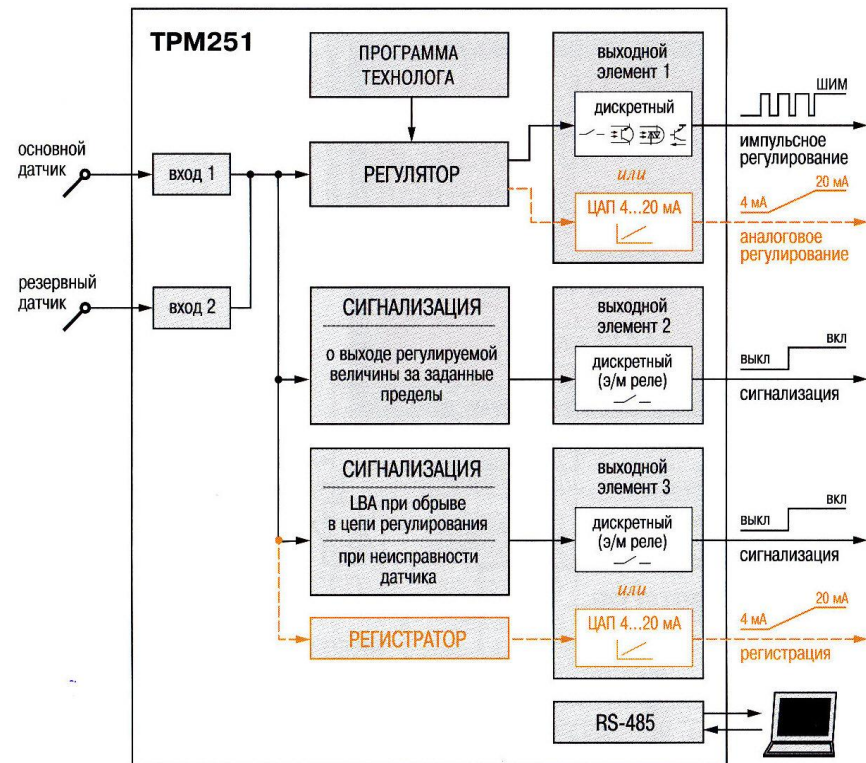 ТРМ251
ПРОГРАММА
ТЕХНОЛОГА
выходной
элемент 1
дискретный
ШИМ
импульсное
регулирование
основной
датчик
вход 1
РЕГУЛЯТОР
или
ЦАП 4...20 мА
4 мА
20 мА
аналоговое
регулирование
резервный
датчик
вход 2
СИГНАЛИЗАЦИЯ
о выходе регулируемой
величины за заданные
пределы
выходной
элемент 2
дискретный
(э/м реле)
выкл
вкл
сигнализация
СИГНАЛИЗАЦИЯ
LBA при обрыве
в цепи регулирования
при неисправности
датчика
выходной
элемент 3
дискретный
(э/м реле)
выкл
вкл
сигнализация
или
РЕГИСТРАТОР
ЦАП 4...20 мА
4 мА
20 мА
регистрация
RS-485